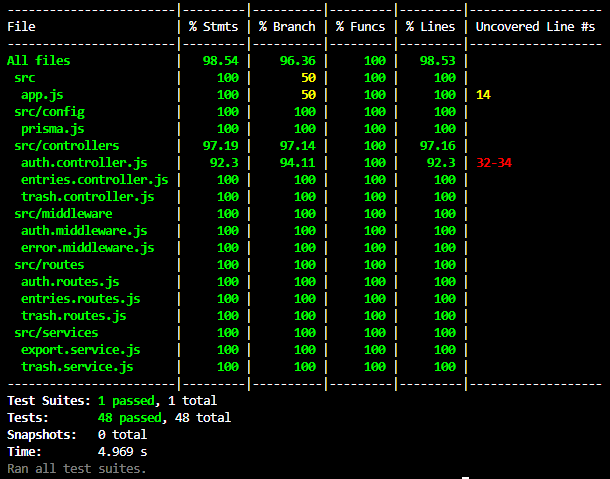 --------------------------|---------|----------|---------|---------|-------------------
File                      | % Stmts | % Branch | % Funcs | % Lines | Uncovered Line #s
--------------------------|---------|----------|---------|---------|-------------------
All files                 |   98.54 |    96.36 |     100 |   98.53 |
 src                      |     100 |       50 |     100 |     100 |
  app.js                  |     100 |       50 |     100 |     100 | 14
 src/config               |     100 |      100 |     100 |     100 |
  prisma.js               |     100 |      100 |     100 |     100 |
 src/controllers          |   97.19 |    97.14 |     100 |   97.16 |
  auth.controller.js      |    92.3 |    94.11 |     100 |    92.3 | 32-34
  entries.controller.js   |     100 |      100 |     100 |     100 |
  trash.controller.js     |     100 |      100 |     100 |     100 |
 src/middleware           |     100 |      100 |     100 |     100 |
  auth.middleware.js      |     100 |      100 |     100 |     100 |
  error.middleware.js     |     100 |      100 |     100 |     100 |
 src/routes               |     100 |      100 |     100 |     100 |
  auth.routes.js          |     100 |      100 |     100 |     100 |
  entries.routes.js       |     100 |      100 |     100 |     100 |
  trash.routes.js         |     100 |      100 |     100 |     100 |
 src/services             |     100 |      100 |     100 |     100 |
  export.service.js       |     100 |      100 |     100 |     100 |
  trash.service.js        |     100 |      100 |     100 |     100 |
--------------------------|---------|----------|---------|---------|-------------------
Test Suites: 1 passed, 1 total
Tests:       48 passed, 48 total
Snapshots:   0 total
Time:        4.969 s
Ran all test suites.